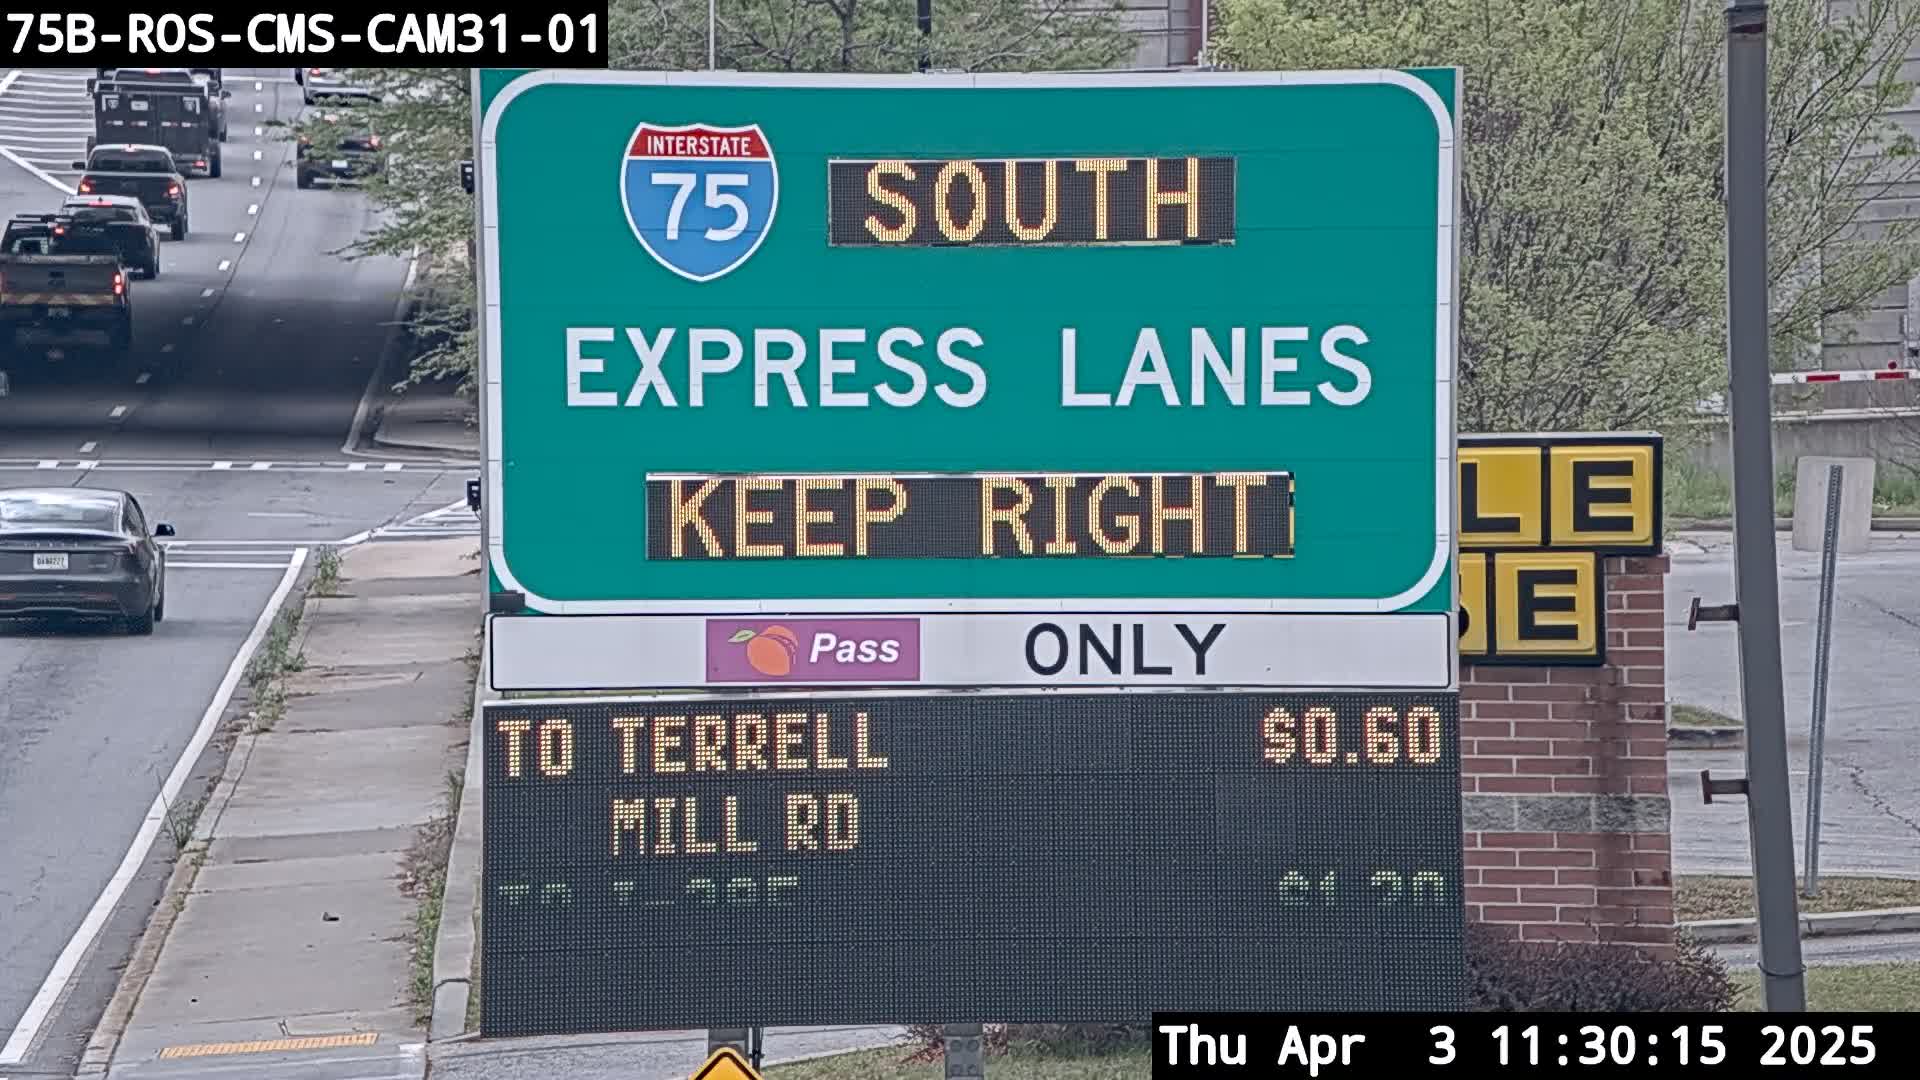 75B-ROS-CMS-CAM31-01
INTERSTATE
75
SOUTH
EXPRESS LANES
KEEP RIGHT
LE
E
Pass ONLY
TO TERRELL $0.60
MILL RD
Thu Apr 3 11:30:15 2025